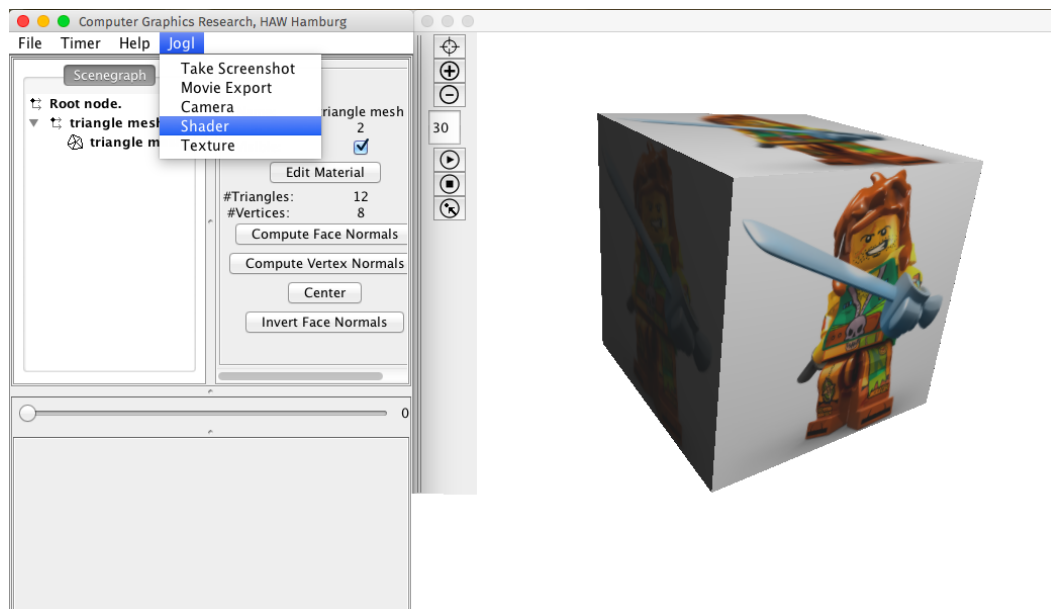 Computer Graphics Research, HAW Hamburg
File Timer Help Jogl
Take Screenshot
Movie Export
Camera
Shader
Texture
Scenegraph
Root node.
triangle mesh
triangle m
riangle mesh
2
30
Edit Material
#Triangles: 12
#Vertices: 8
Compute Face Normals
Compute Vertex Normals
Center
Invert Face Normals
0